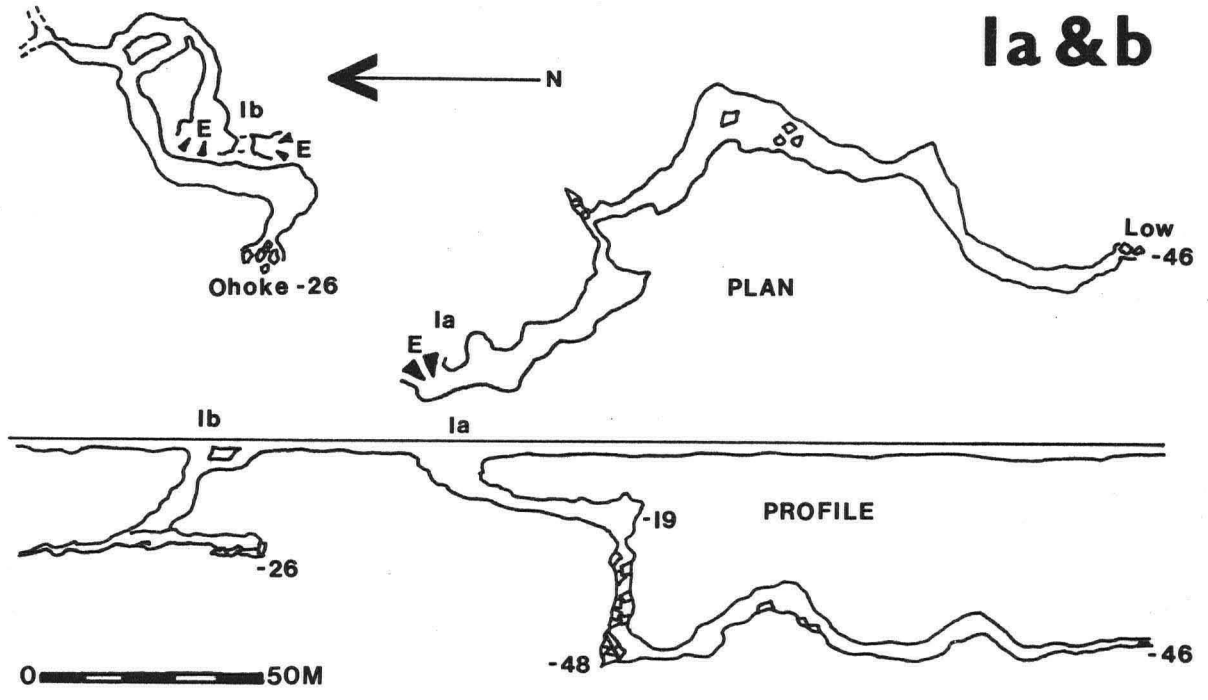 Ia & b
N
Ib
E
E
Ohoke -26
Low
-46
PLAN
Ia
E
Ib
Ia
-19
PROFILE
-26
-48
-46
0 50M